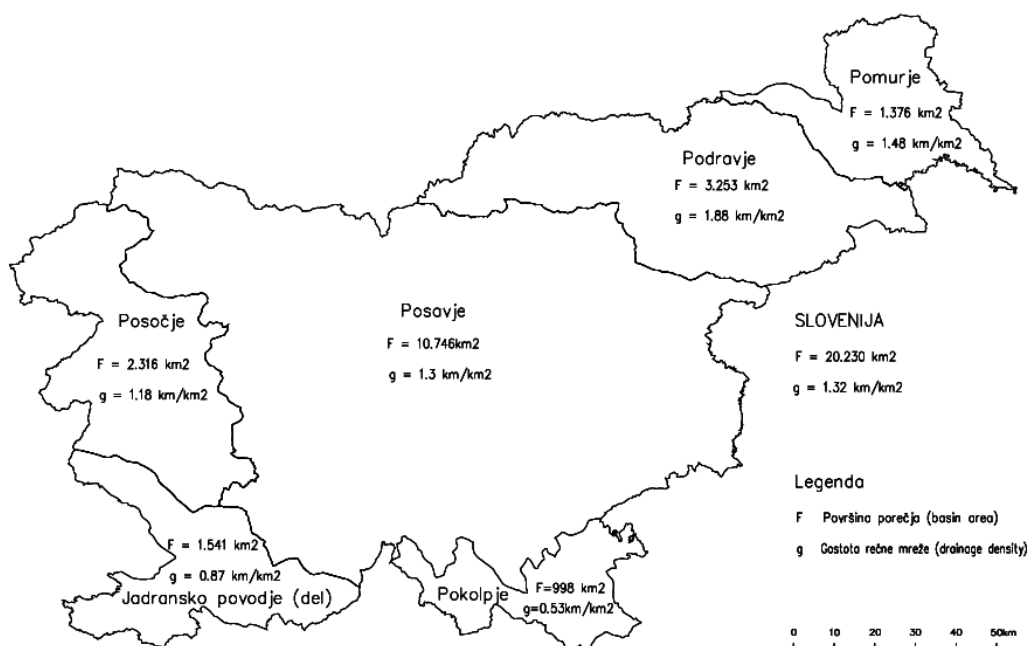 Pomurje
F = 1.376 km2
g = 1.48 km/km2
Podravje
F = 3.253 km2
g = 1.88 km/km2
Posavje
F = 10.746km2
g = 1.3 km/km2
Posočje
F = 2.316 km2
g = 1.18 km/km2
SLOVENIJA
F = 20.230 km2
g = 1.32 km/km2
F = 1.541 km2
g = 0.87 km/km2
Jadransko povodje (del)
Pokolpje
F=998 km2
g=0.53km/km2
Legenda
F Površina porečja (basin area)
g Gostota rečne mreže (drainage density)
0 10 20 30 40 50km